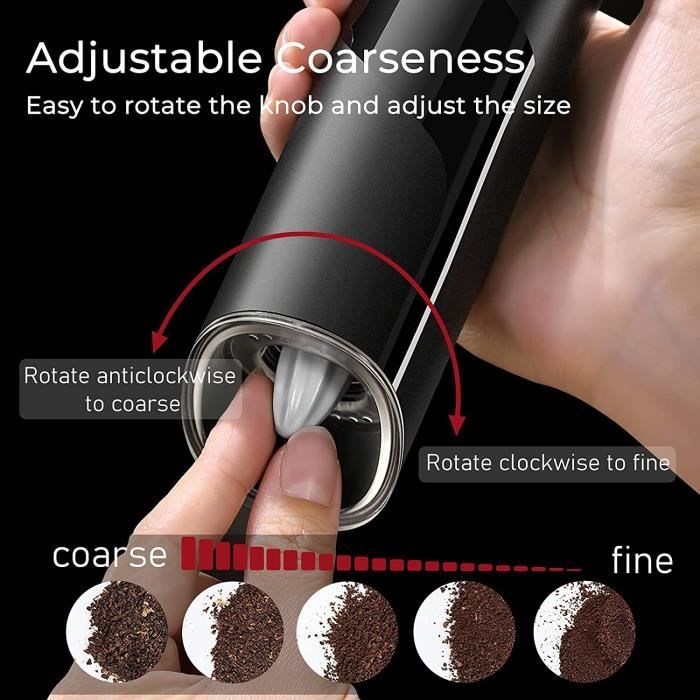 Adjustable Coarseness
Easy to rotate the knob and adjust the size
Rotate anticlockwise
to coarse
Rotate clockwise to fine
coarse
fine